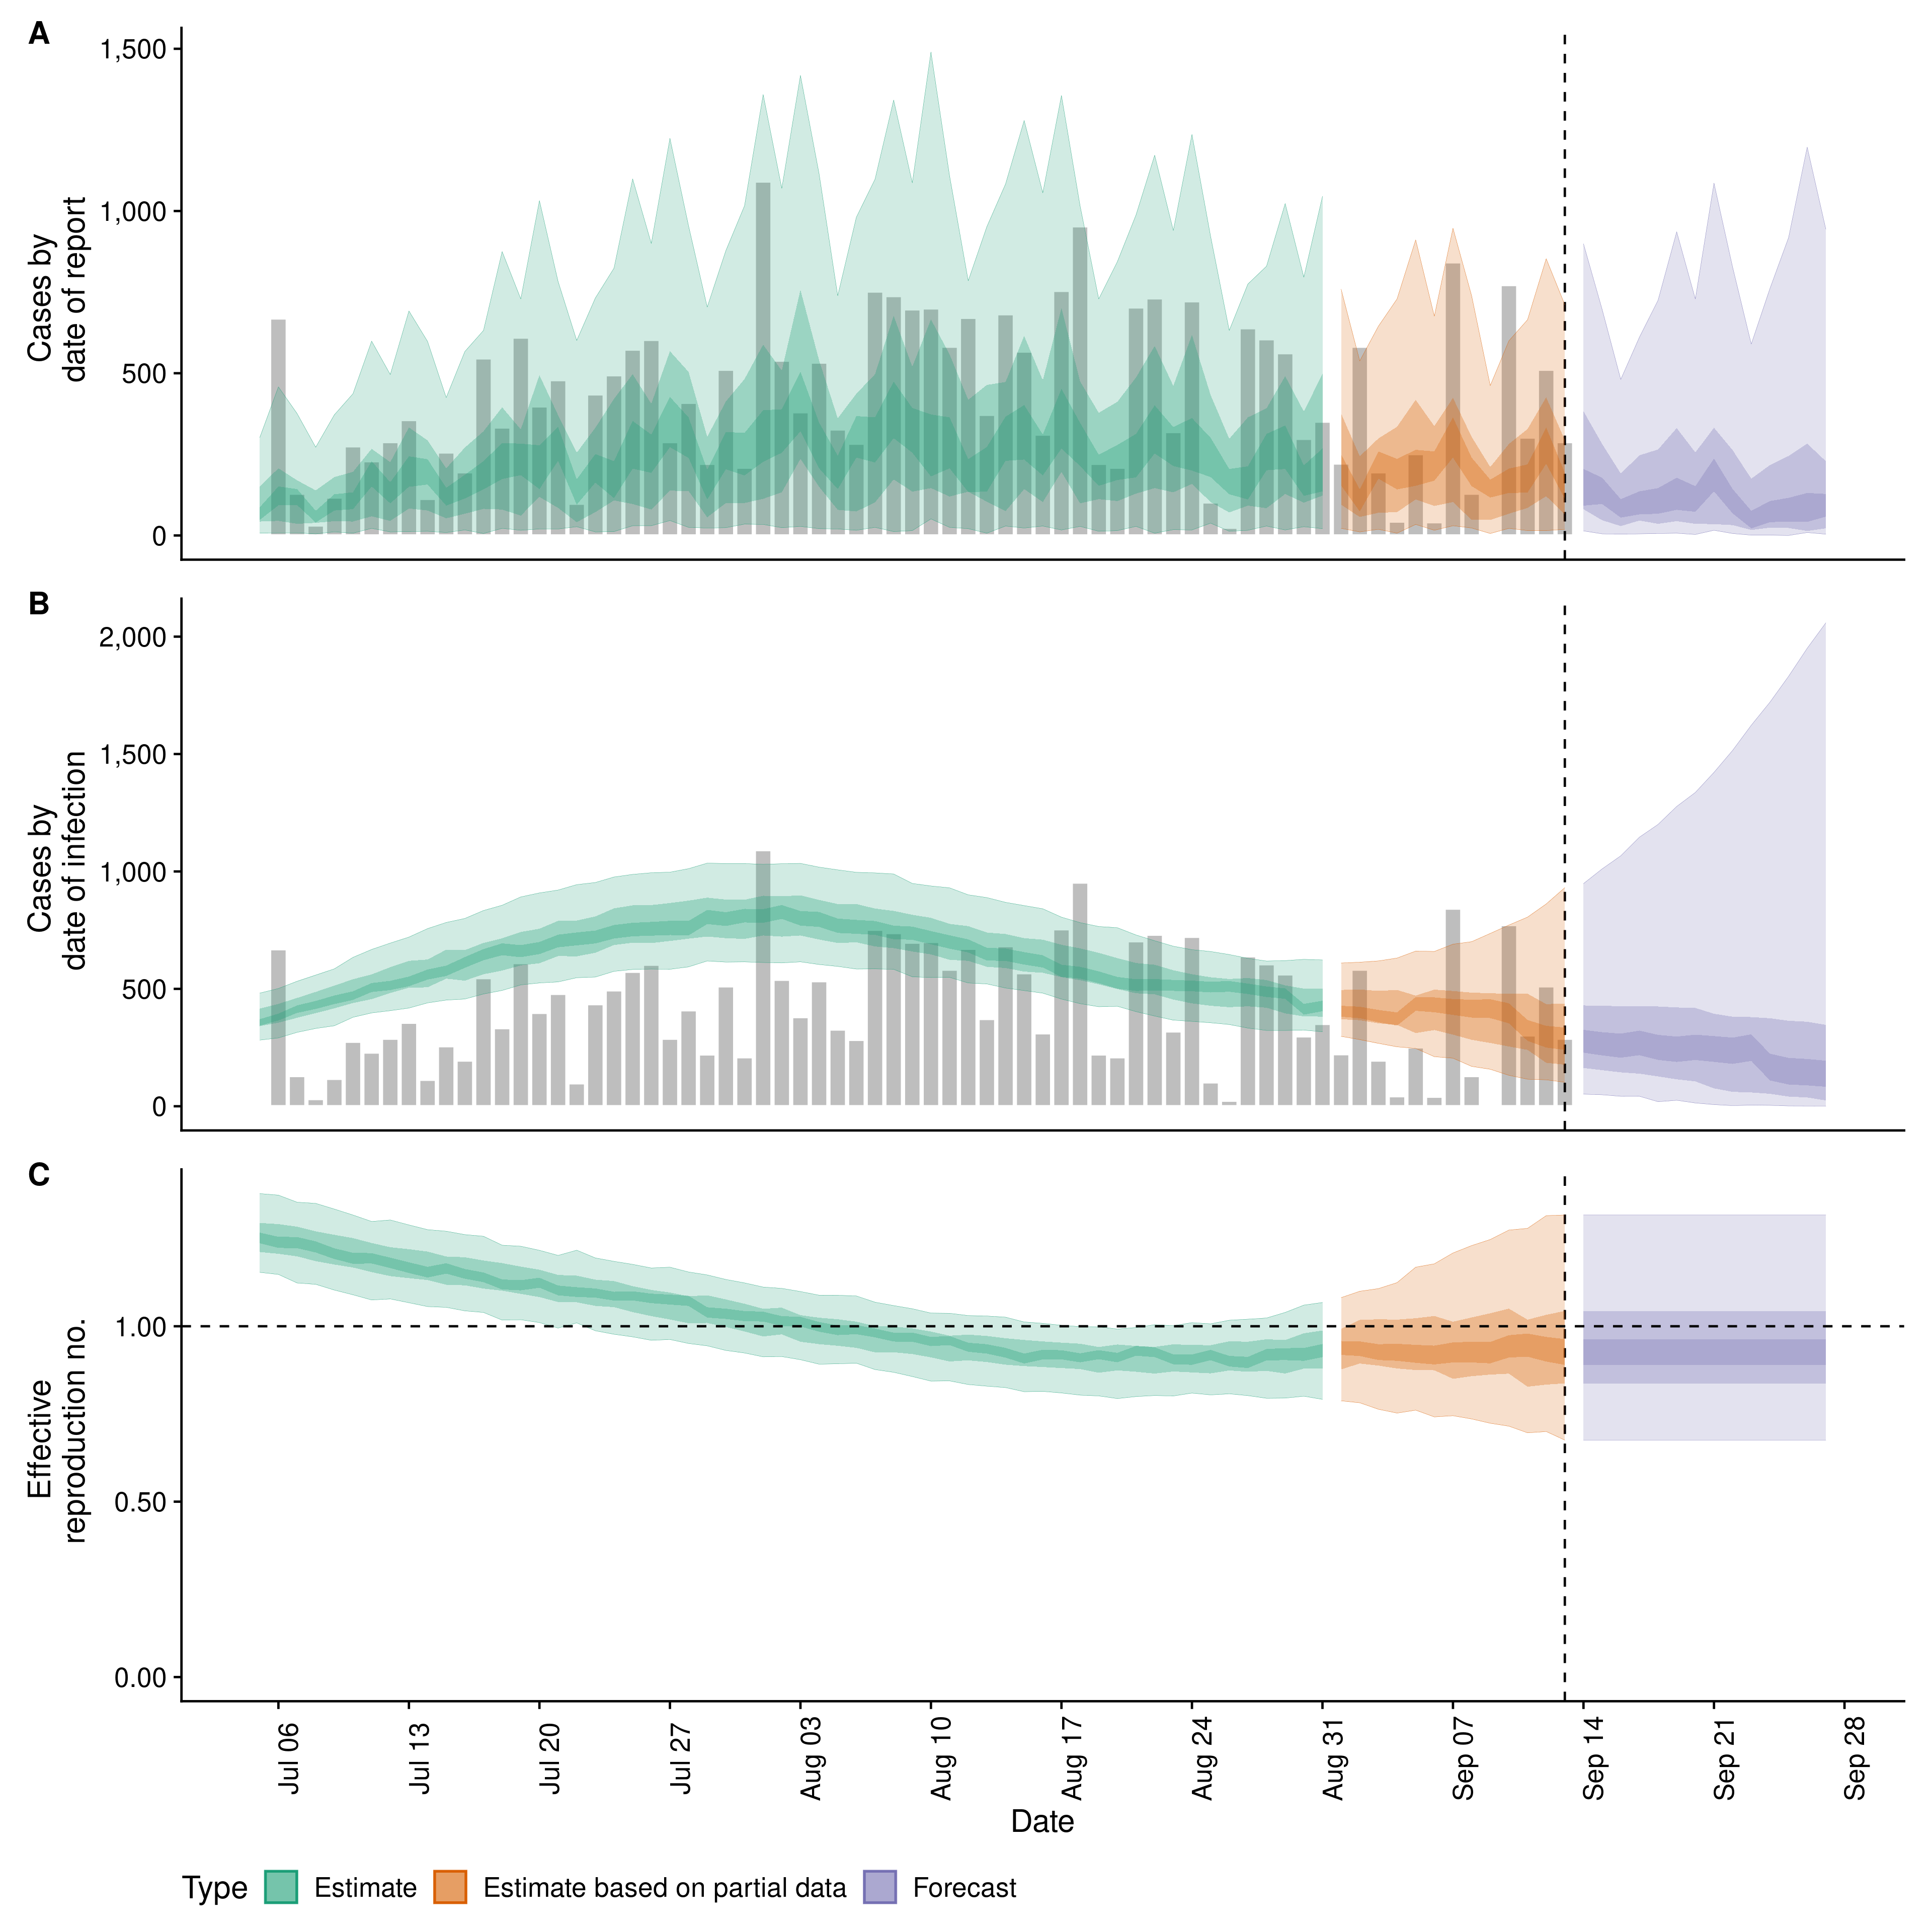 A
Cases by
date of report
1,500
1,000
500
0
B
Cases by
date of infection
2,000
1,500
1,000
500
0
C
Effective
reproduction no.
1.00
0.50
0.00
Jul 06
Jul 13
Jul 20
Jul 27
Aug 03
Aug 10
Aug 17
Aug 24
Aug 31
Sep 07
Sep 14
Sep 21
Sep 28
Date
Type
Estimate
Estimate based on partial data
Forecast